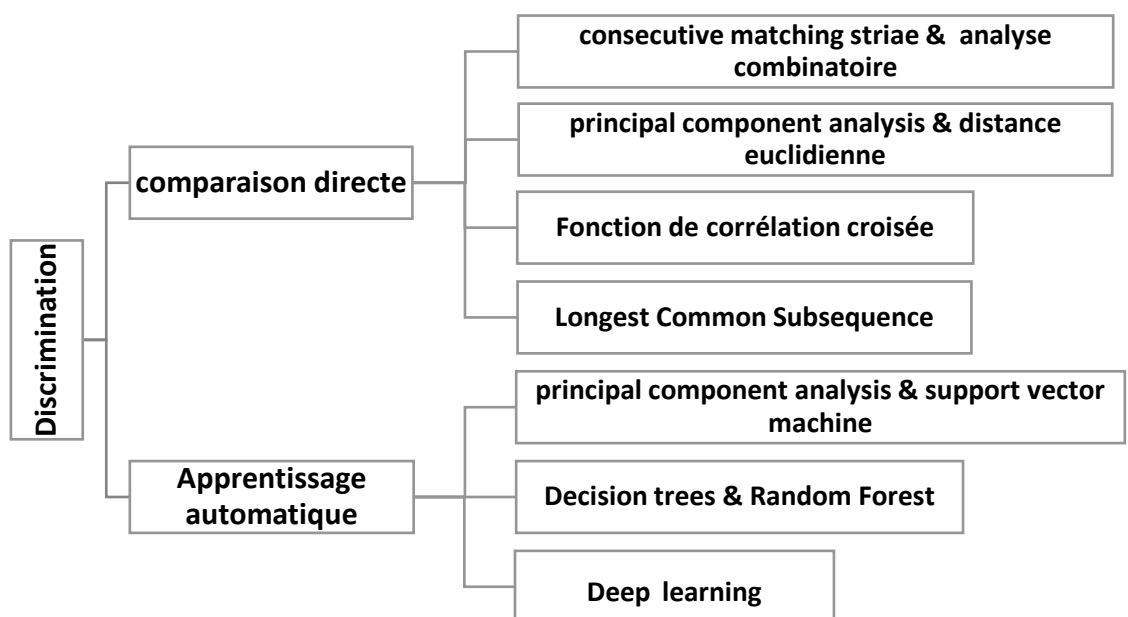 Discrimination
comparaison directe
consecutive matching striae & analyse
combinatoire
principal component analysis & distance
euclidienne
Fonction de corrélation croisée
Longest Common Subsequence
Apprentissage
automatique
principal component analysis & support vector
machine
Decision trees & Random Forest
Deep learning